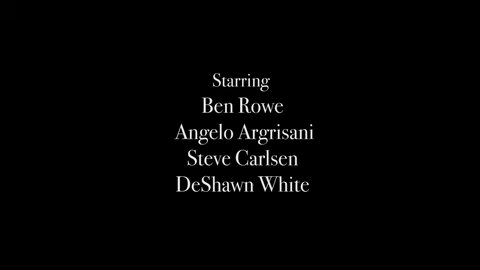 Starring
Ben Rowe
Angelo Argrisani
Steve Carlsen
DeShawn White